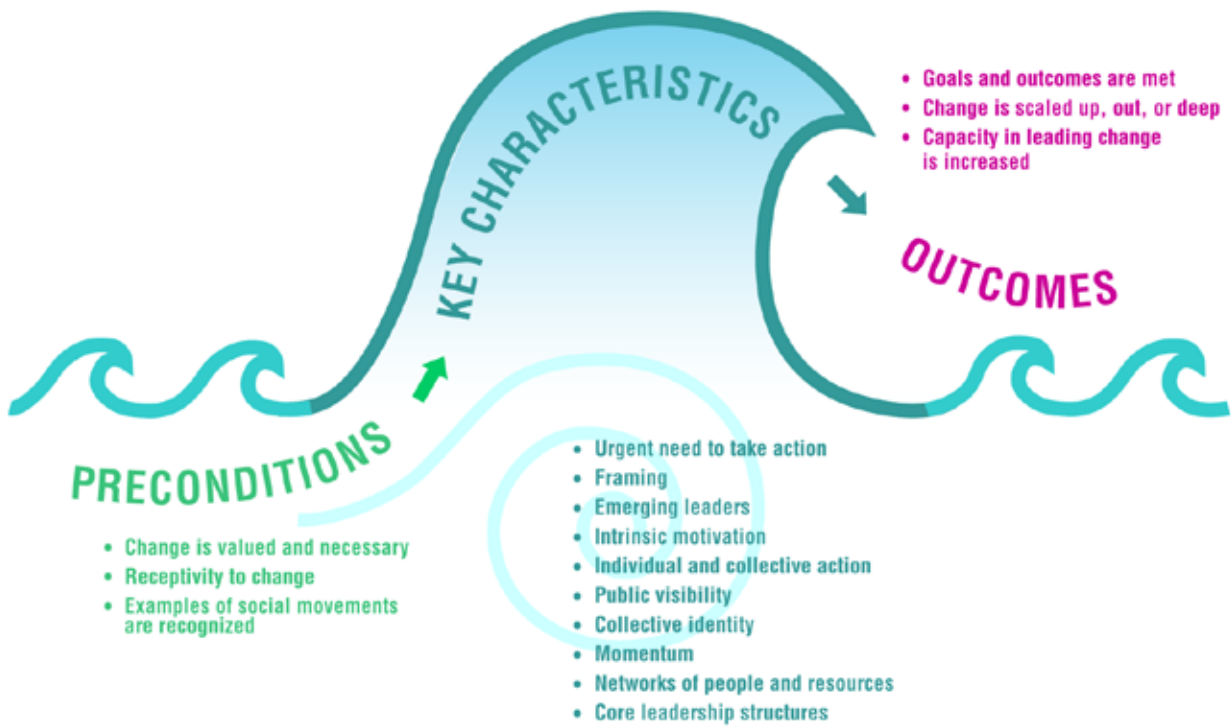 PRECONDITIONS
• Change is valued and necessary
• Receptivity to change
• Examples of social movements
are recognized
KEY CHARACTERISTICS
• Urgent need to take action
• Framing
• Emerging leaders
• Intrinsic motivation
• Individual and collective action
• Public visibility
• Collective identity
• Momentum
• Networks of people and resources
• Core leadership structures
• Goals and outcomes are met
• Change is scaled up, out, or deep
• Capacity in leading change
is increased
OUTCOMES